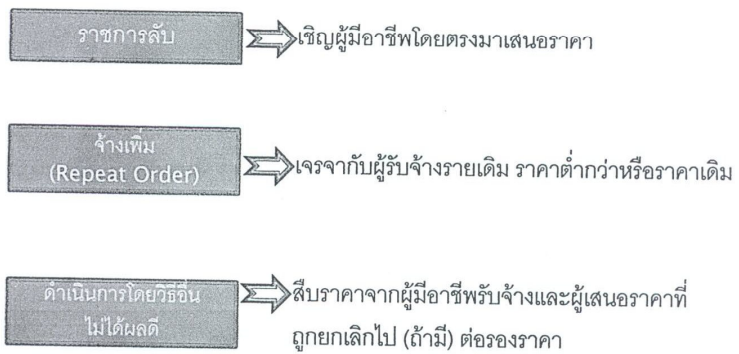 ราชการลับ
เชิญผู้มีอาชีพโดยตรงมาเสนอราคา
จ้างเพิ่ม
(Repeat Order)
เจรจากับผู้รับจ้างรายเดิม ราคาต่ำกว่าหรือราคาเดิม
ดำเนินการโดยวิธีอื่น
ไม่ได้ผลดี
สืบราคาจากผู้มีอาชีพรับจ้างและผู้เสนอราคาที่
ถูกยกเลิกไป (ถ้ามี) ต่อรองราคา